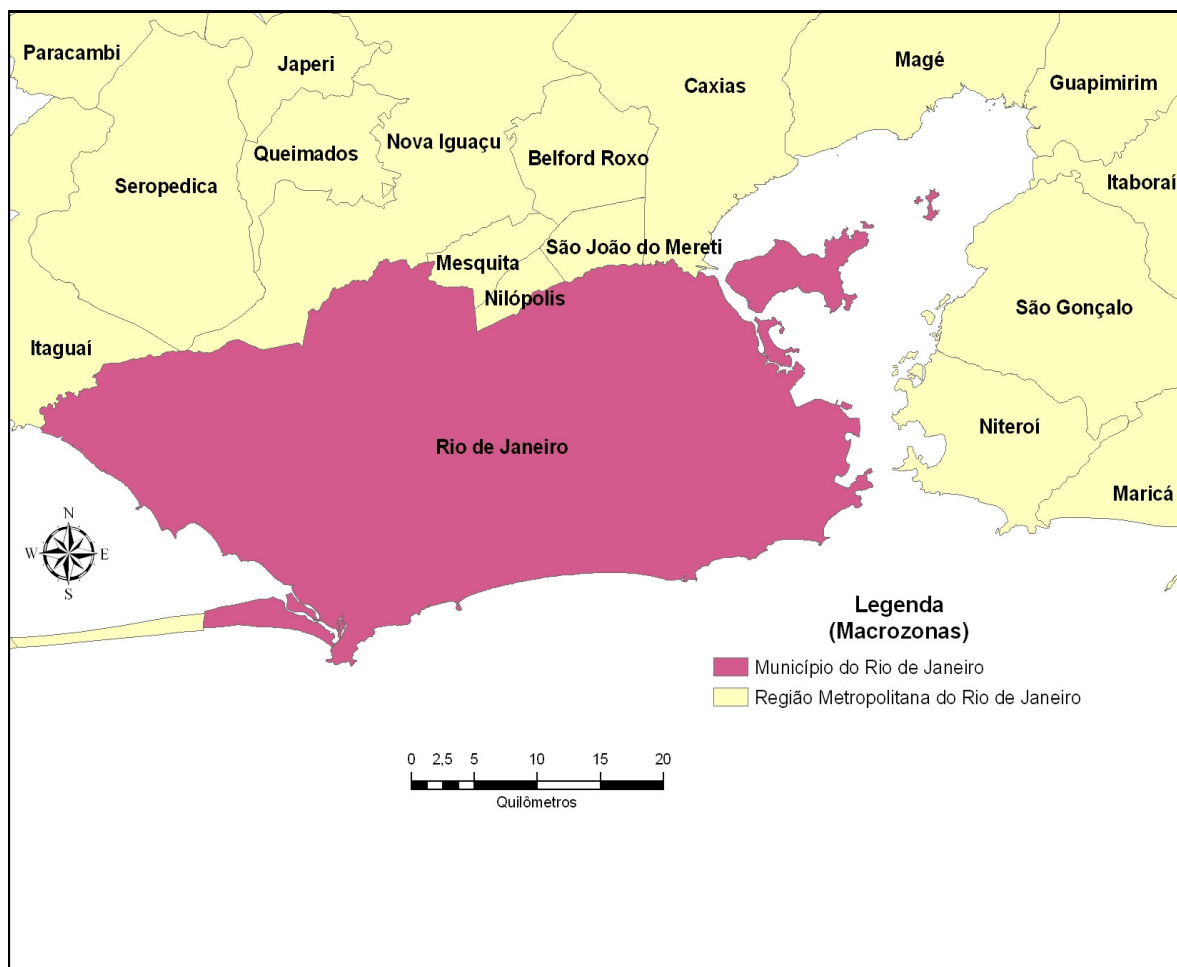 Paracambi
Japeri
Caxias
Magé
Guapimirim
Nova Iguaçu
Queimados
Belford Roxo
Seropedica
Itaboraí
São João do Mereti
Mesquita
Nilópolis
São Gonçalo
Itaguaí
Rio de Janeiro
Niteroí
Maricá
N
W E
S
Legenda
(Macrozonas)
Município do Rio de Janeiro
Região Metropolitana do Rio de Janeiro
0 2,5 5 10 15 20
Quilômetros